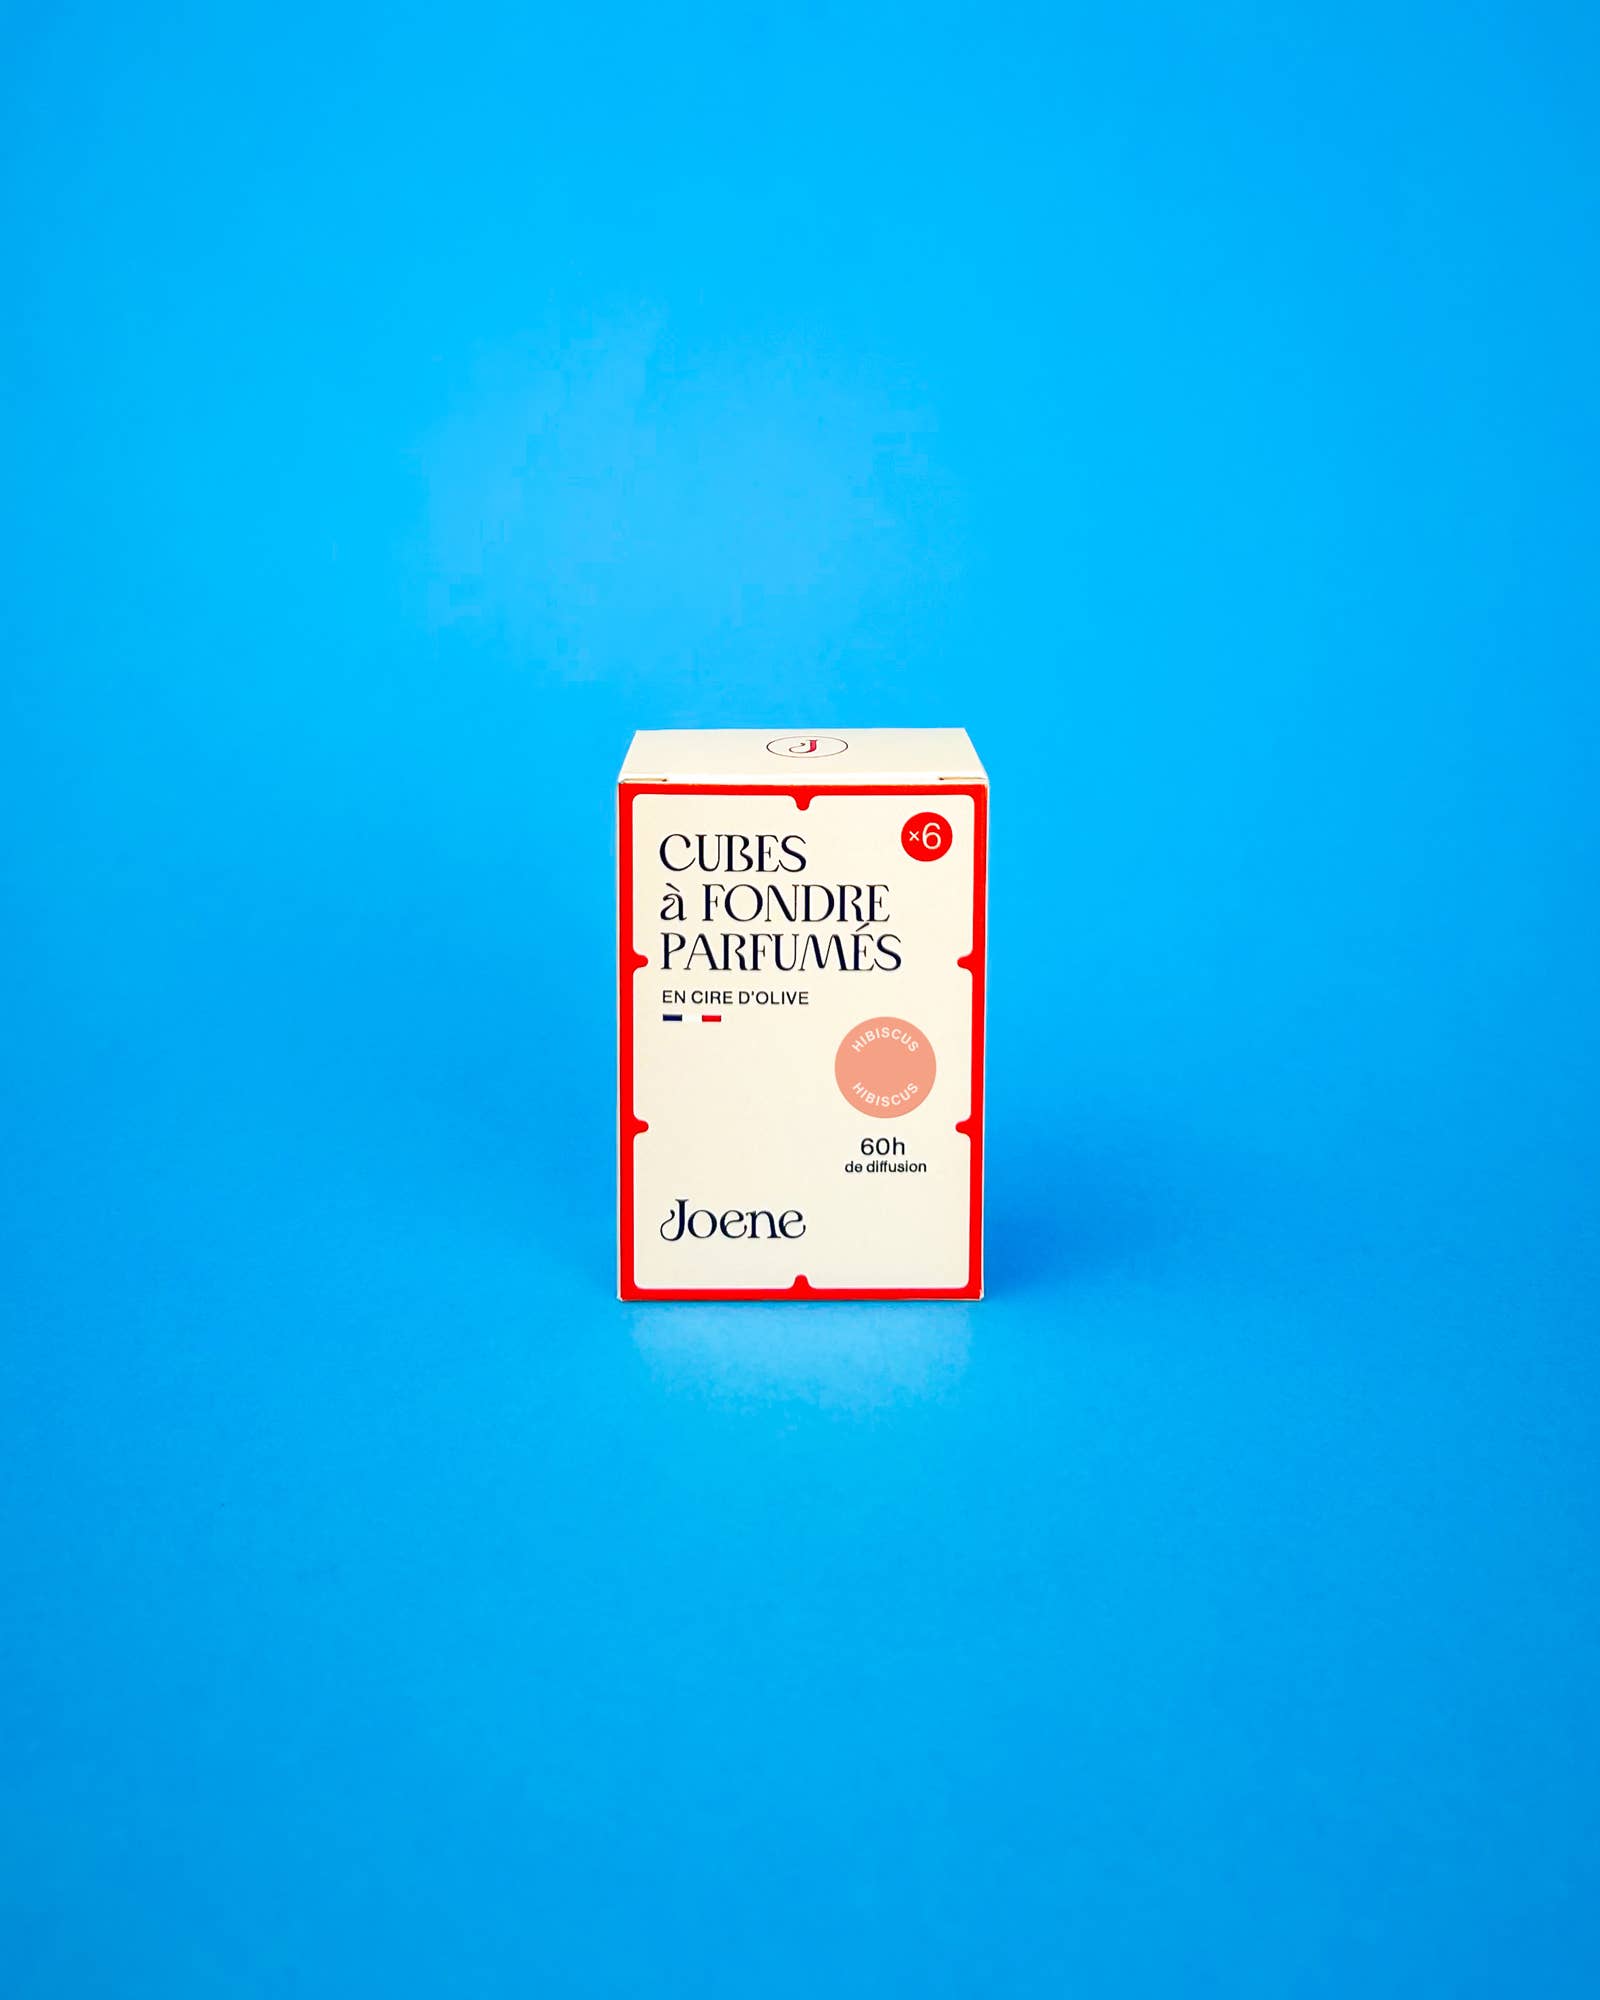 J
×6
CUBES
à FONDRE
PARFUMÉS
EN CIRE D'OLIVE
HIBISCUS
HIBISCUS
60h
de diffusion
Joene